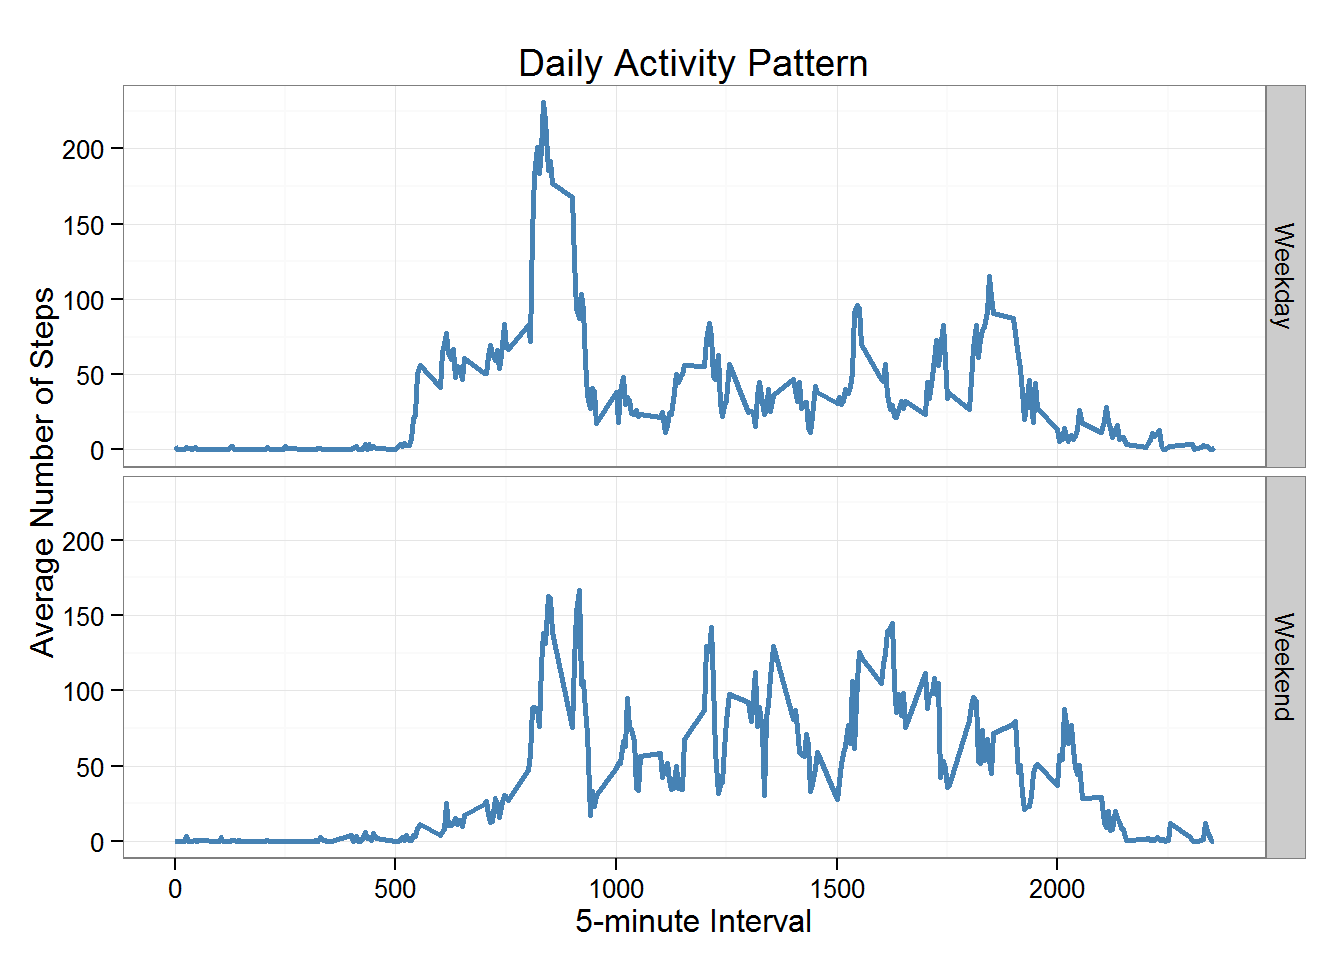 Daily Activity Pattern
Average Number of Steps
200
150
100
50
0
Weekday
200
150
100
50
0
Weekend
0 500 1000 1500 2000
5-minute Interval